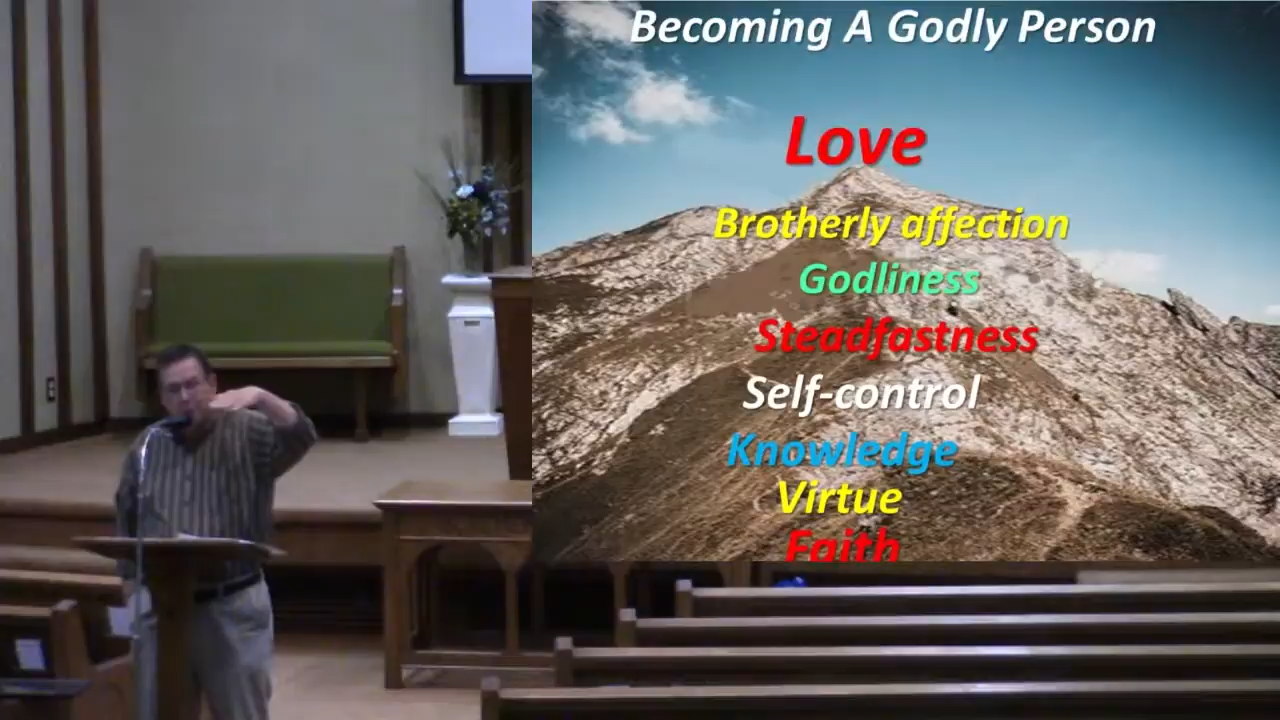 Becoming A Godly Person
Love
Brotherly affection
Godliness
Steadfastness
Self-control
Knowledge
Virtue
Faith